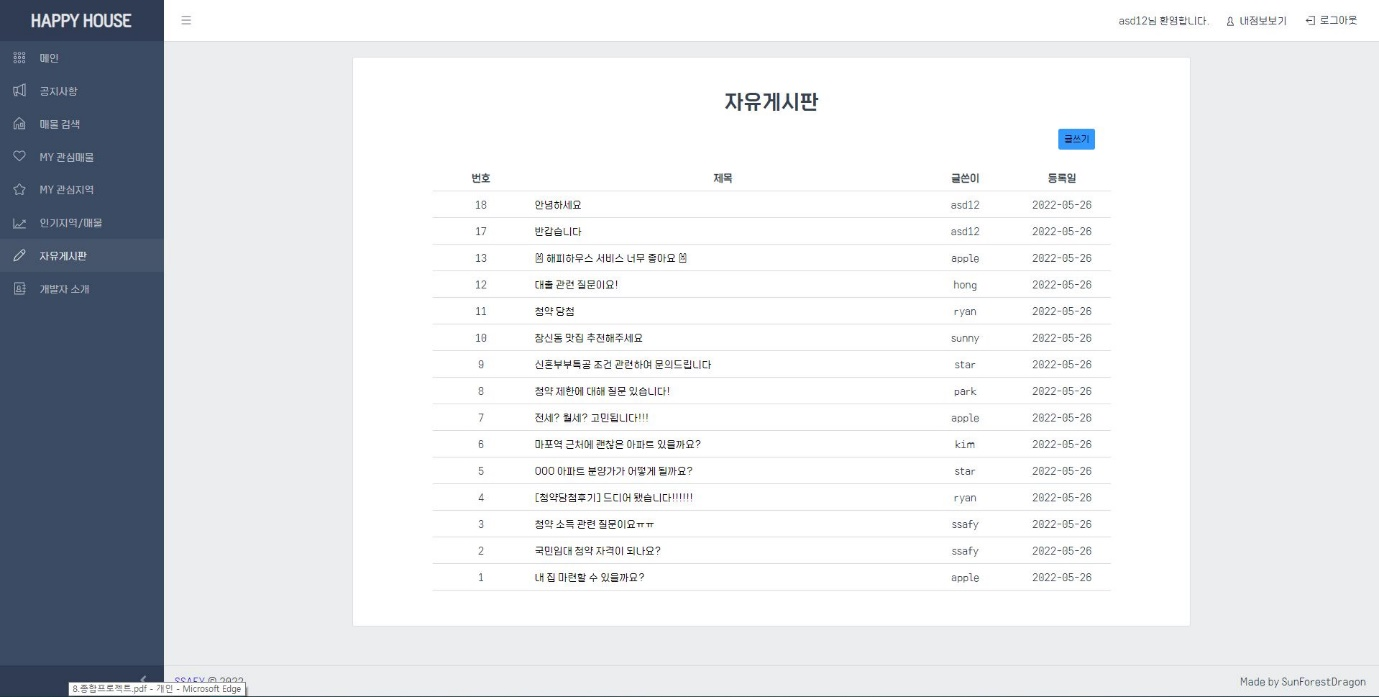 HAPPY HOUSE
asd12님 환영합니다. 내정보보기 로그아웃
메인
공지사항
매물 검색
MY 관심매물
MY 관심지역
인기지역/매물
자유게시판
개발자 소개
자유게시판
글쓰기
번호 제목 글쓴이 등록일
18 안녕하세요 asd12 2022-05-26
17 반갑습니다 asd12 2022-05-26
13 해피하우스 서비스 너무 좋아요 apple 2022-05-26
12 대출 관련 질문이요! hong 2022-05-26
11 청약 당첨 ryan 2022-05-26
10 창신동 맛집 추천해주세요 sunny 2022-05-26
9 신혼부부특공 조건 관련하여 문의드립니다 star 2022-05-26
8 청약 제한에 대해 질문 있습니다! park 2022-05-26
7 전세? 월세? 고민됩니다!!! apple 2022-05-26
6 마포역 근처에 괜찮은 아파트 있을까요? kim 2022-05-26
5 OOO 아파트 분양가가 어떻게 될까요? star 2022-05-26
4 [청약당첨후기] 드디어 됐습니다!!!!!! ryan 2022-05-26
3 청약 소득 관련 질문이요ㅠㅠ ssafy 2022-05-26
2 국민임대 청약 자격이 되나요? ssafy 2022-05-26
1 내 집 마련할 수 있을까요? apple 2022-05-26
SSAFY © 2022 Made by SunForestDragon
8.종합프로젝트.pdf - 개인 - Microsoft Edge